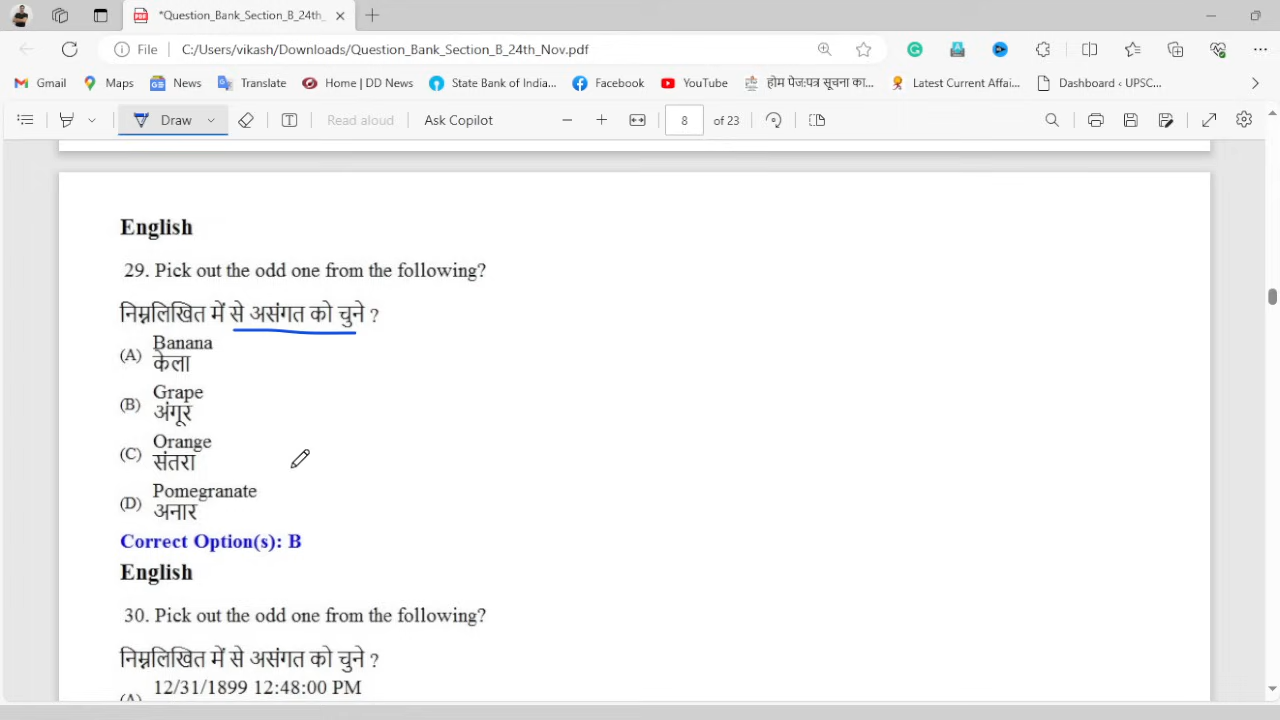 *Question_Bank_Section_B_24th_
File C:/Users/vikash/Downloads/Question_Bank_Section_B_24th_Nov.pdf
Gmail Maps News Translate Home | DD News State Bank of India... Facebook YouTube होम पेज:पत्र सूचना का... Latest Current Affai... Dashboard ‹ UPSC...
Draw Read aloud Ask Copilot 8 of 23
English
29. Pick out the odd one from the following?
निम्नलिखित में से असंगत को चुने ?
(A) Banana
केला
(B) Grape
अंगूर
(C) Orange
संतरा
(D) Pomegranate
अनार
Correct Option(s): B
English
30. Pick out the odd one from the following?
निम्नलिखित में से असंगत को चुने ?
(A) 12/31/1899 12:48:00 PM